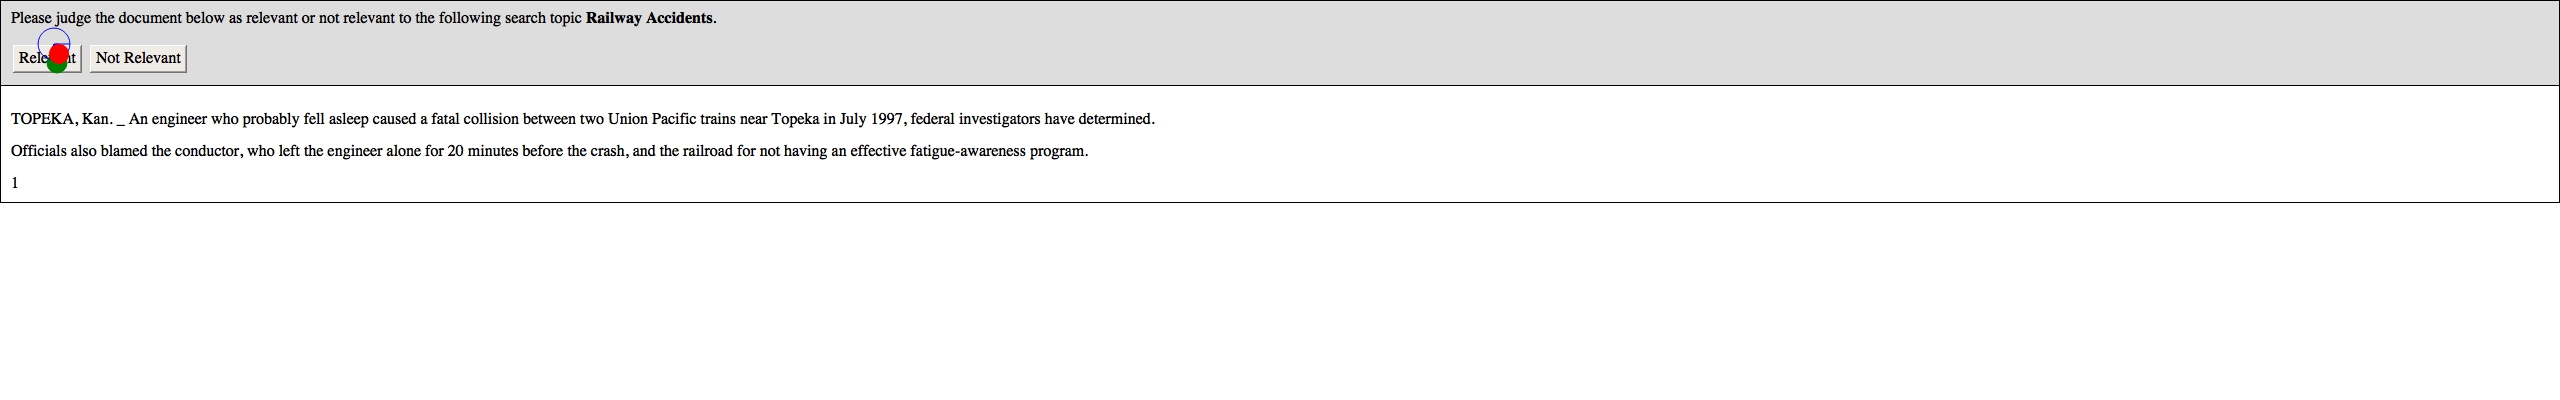 Please judge the document below as relevant or not relevant to the following search topic Railway Accidents.
Relevant Not Relevant
TOPEKA, Kan. _ An engineer who probably fell asleep caused a fatal collision between two Union Pacific trains near Topeka in July 1997, federal investigators have determined.
Officials also blamed the conductor, who left the engineer alone for 20 minutes before the crash, and the railroad for not having an effective fatigue-awareness program.
1